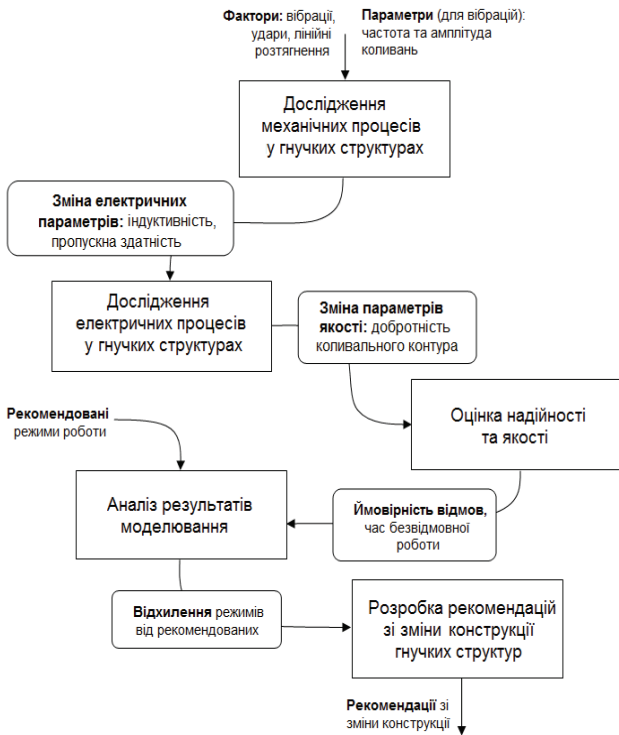 Фактори: вібрації,
удари, лінійні
розтягнення
Параметри (для вібрацій):
частота та амплітуда
коливань
Дослідження
механічних процесів
у гнучких структурах
Зміна електричних
параметрів: індуктивність,
пропускна здатність
Дослідження
електричних процесів
у гнучких структурах
Зміна параметрів
якості: добротність
коливального контура
Рекомендовані
режими роботи
Оцінка надійності
та якості
Аналіз результатів
моделювання
Ймовірність відмов,
час безвідмовної
роботи
Відхилення режимів
від рекомендованих
Розробка рекомендацій
зі зміни конструкції
гнучких структур
Рекомендації зі
зміни конструкції